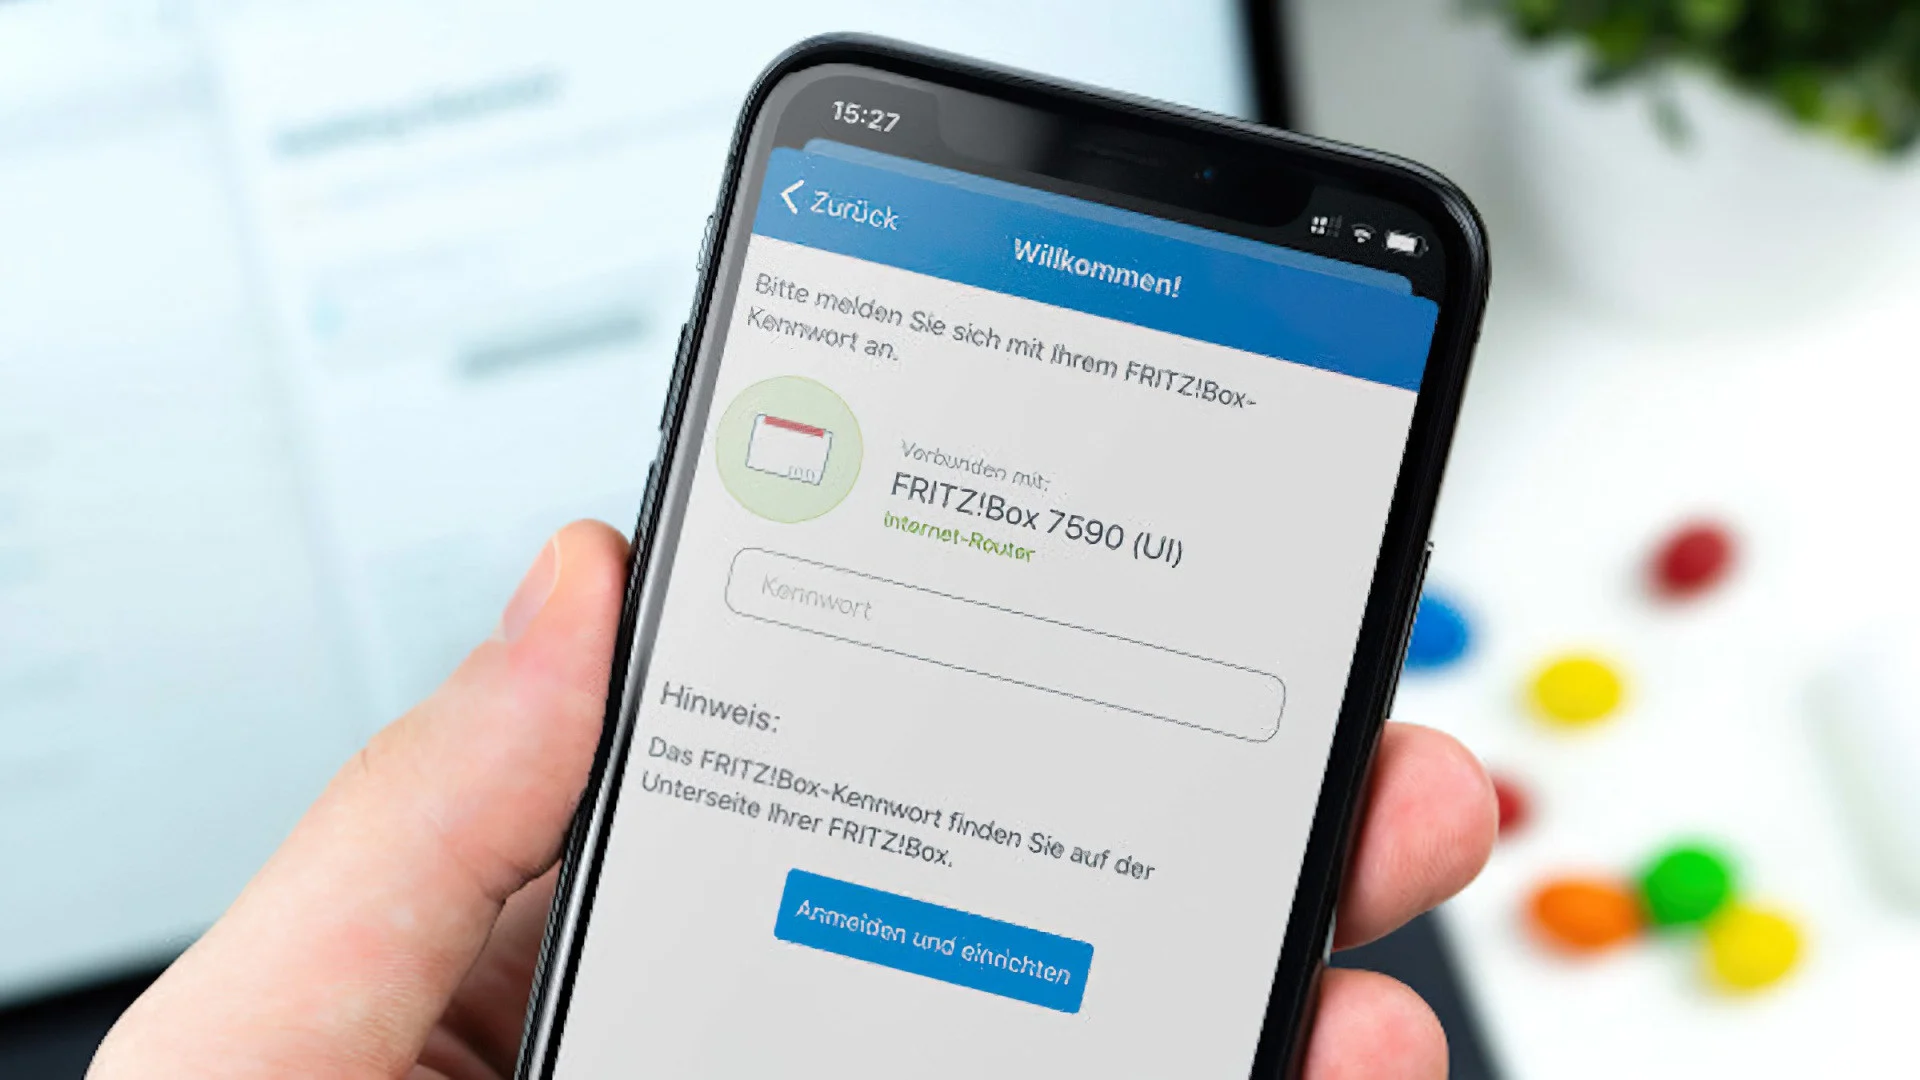 15:27
Zurück
Willkommen!
Bitte melden Sie sich mit Ihrem FRITZ!Box-
Kennwort an.
Verbunden mit:
FRITZ!Box 7590 (UI)
Internet-Router
Kennwort
Hinweis:
Das FRITZ!Box-Kennwort finden Sie auf der
Unterseite Ihrer FRITZ!Box.
Anmelden und einrichten